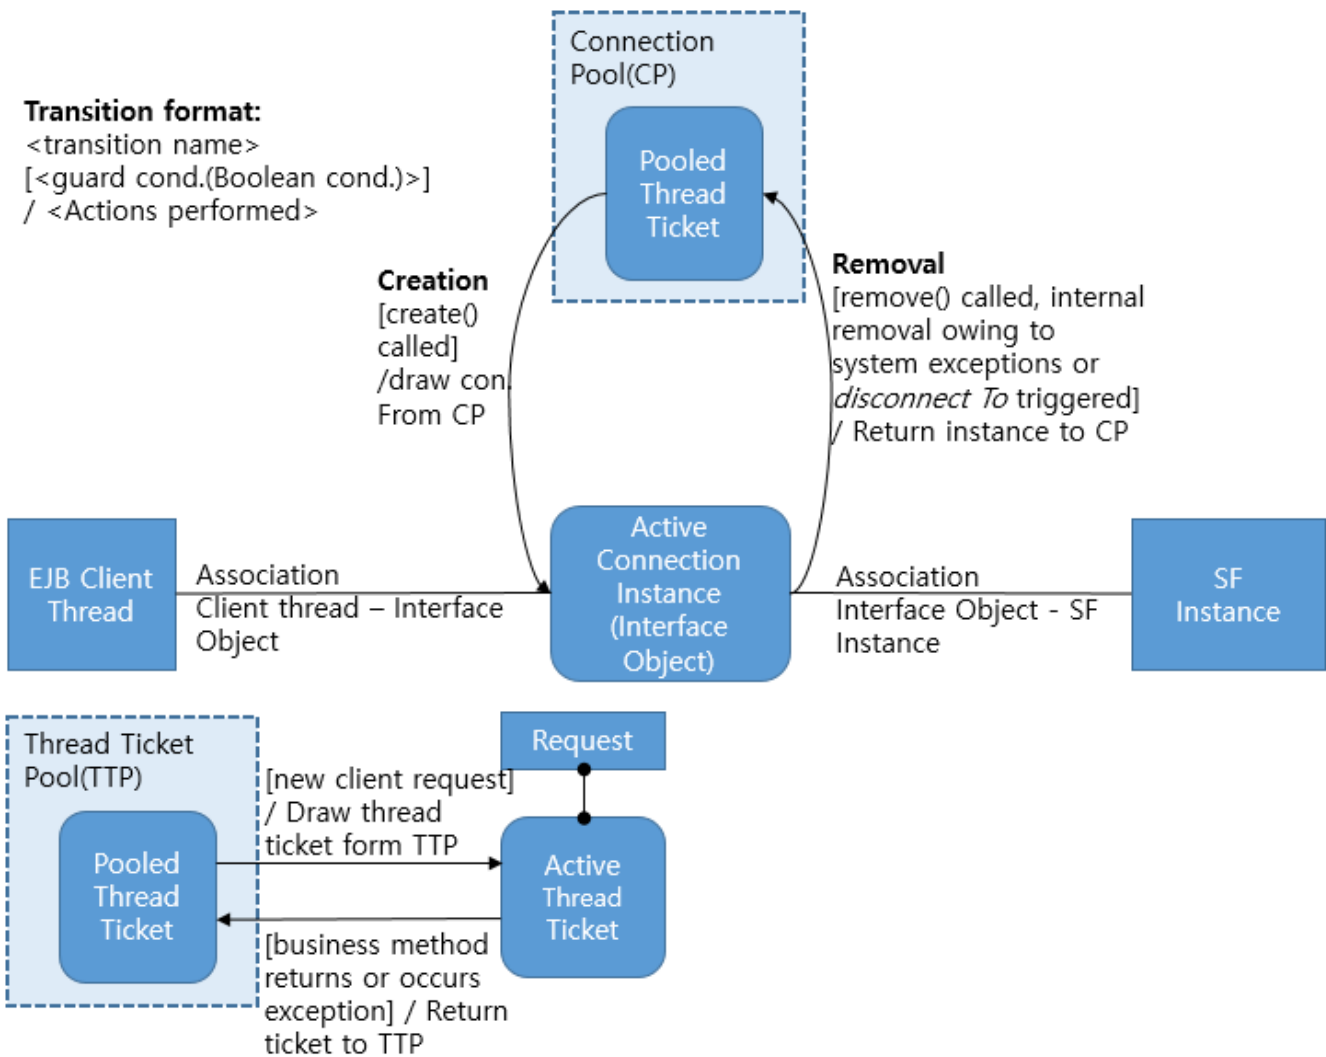 Connection
Pool(CP)
Pooled
Thread
Ticket
Transition format:
<transition name>
[<guard cond.(Boolean cond.)>]
/ <Actions performed>
Creation
[create()
called]
/draw con.
From CP
Removal
[remove() called, internal
removal owing to
system exceptions or
disconnect To triggered]
/ Return instance to CP
EJB Client
Thread
Association
Client thread – Interface
Object
Active
Connection
Instance
(Interface
Object)
Association
Interface Object - SF
Instance
SF
Instance
Thread Ticket
Pool(TTP)
Pooled
Thread
Ticket
[new client request]
/ Draw thread
ticket form TTP
Request
Active
Thread
Ticket
[business method
returns or occurs
exception] / Return
ticket to TTP